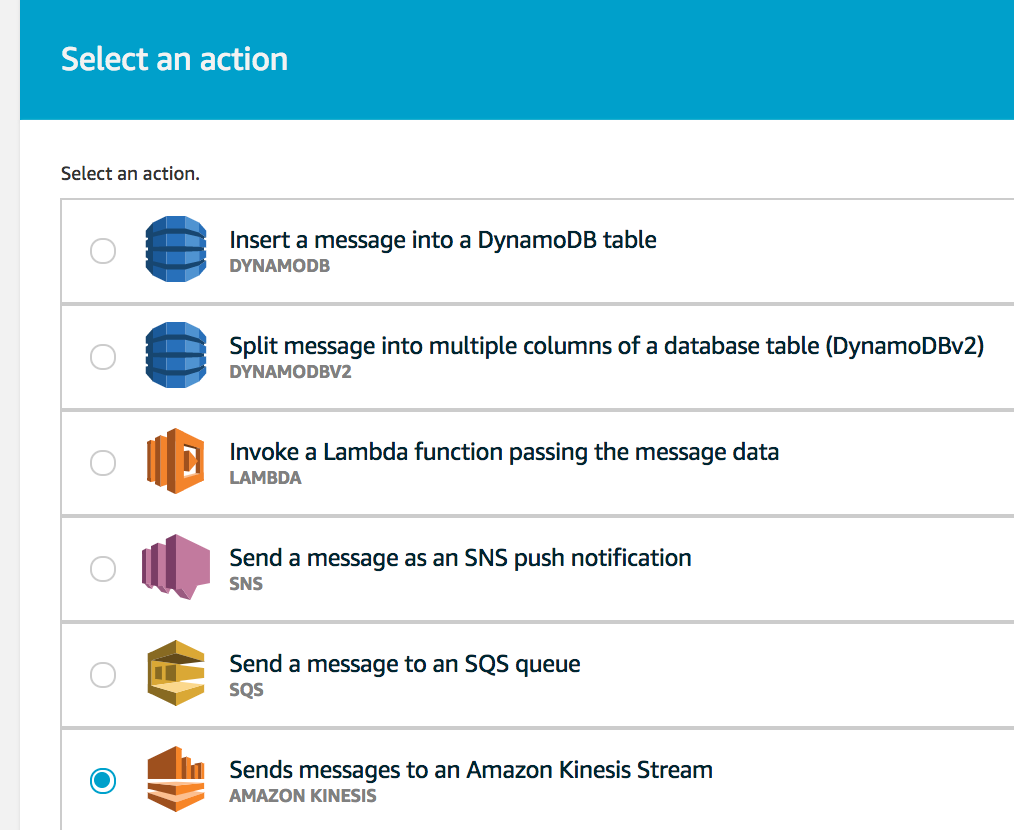 Select an action
Select an action.
Insert a message into a DynamoDB table
DYNAMODB
Split message into multiple columns of a database table (DynamoDBv2)
DYNAMODBV2
Invoke a Lambda function passing the message data
LAMBDA
Send a message as an SNS push notification
SNS
Send a message to an SQS queue
SQS
Sends messages to an Amazon Kinesis Stream
AMAZON KINESIS